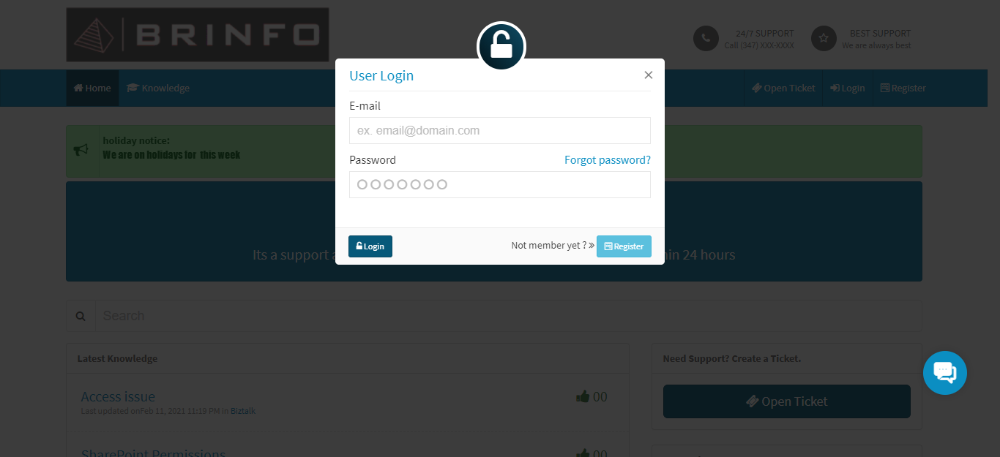 BRINFO
24/7 SUPPORT
Call (347) XXX-XXXX
BEST SUPPORT
We are always best
Home
Knowledge
Open Ticket
Login
Register
User Login
×
E-mail
ex. email@domain.com
Password
Forgot password?
Login
Not member yet ? »
Register
holiday notice:
We are on holidays for this week
Its a support
24 hours
Search
Latest Knowledge
Access issue
00
Last updated onFeb 11, 2021 11:19 PM in Biztalk
SharePoint Permissions
00
Need Support? Create a Ticket.
Open Ticket